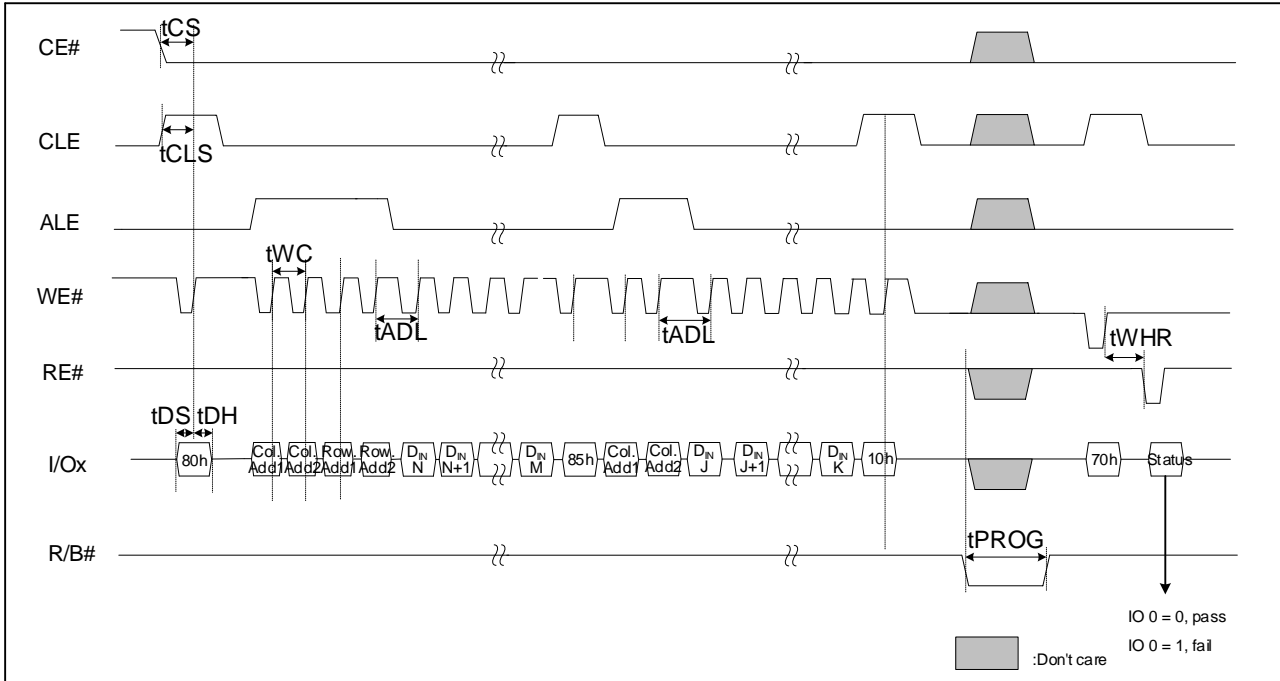 CE#
tCS
CLE
tCLS
ALE
WE#
tWC
tADL
tADL
tWHR
RE#
tDS tDH
I/Ox
80h
Col. Add1
Col. Add2
Row. Add1
Row. Add2
DIN N
DIN N+1
DIN M
85h
Col. Add1
Col. Add2
DIN J
DIN J+1
DIN K
10h
70h
Status
R/B#
tPROG
IO 0 = 0, pass
IO 0 = 1, fail
:Don't care